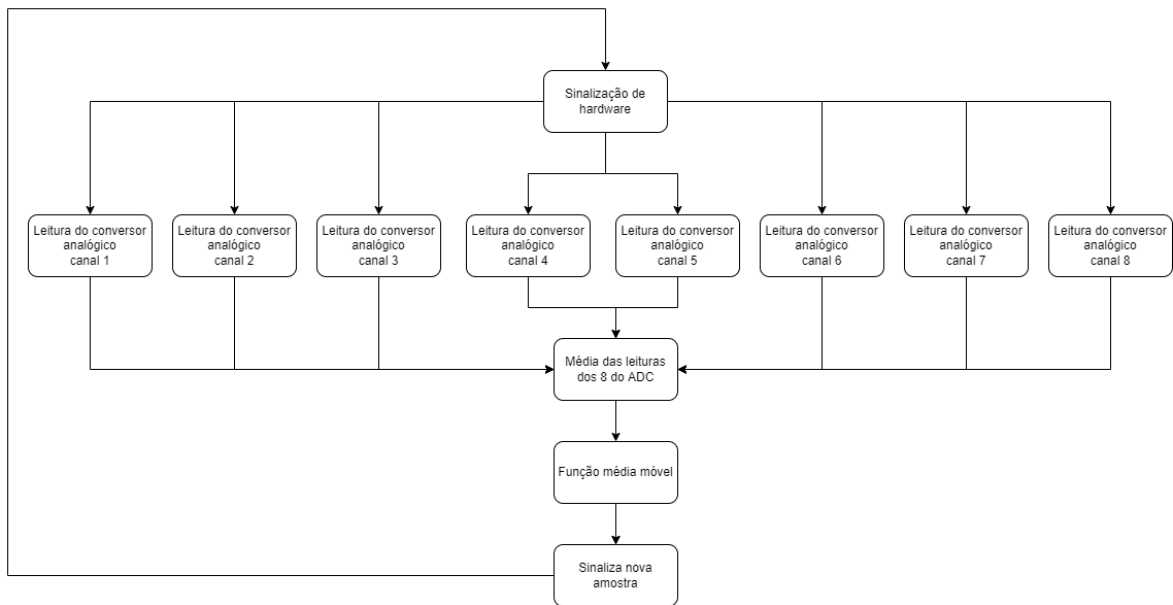 Sinalização de
hardware
Leitura do conversor
analógico
canal 1
Leitura do conversor
analógico
canal 2
Leitura do conversor
analógico
canal 3
Leitura do conversor
analógico
canal 4
Leitura do conversor
analógico
canal 5
Leitura do conversor
analógico
canal 6
Leitura do conversor
analógico
canal 7
Leitura do conversor
analógico
canal 8
Média das leituras
dos 8 do ADC
Função média móvel
Sinaliza nova
amostra